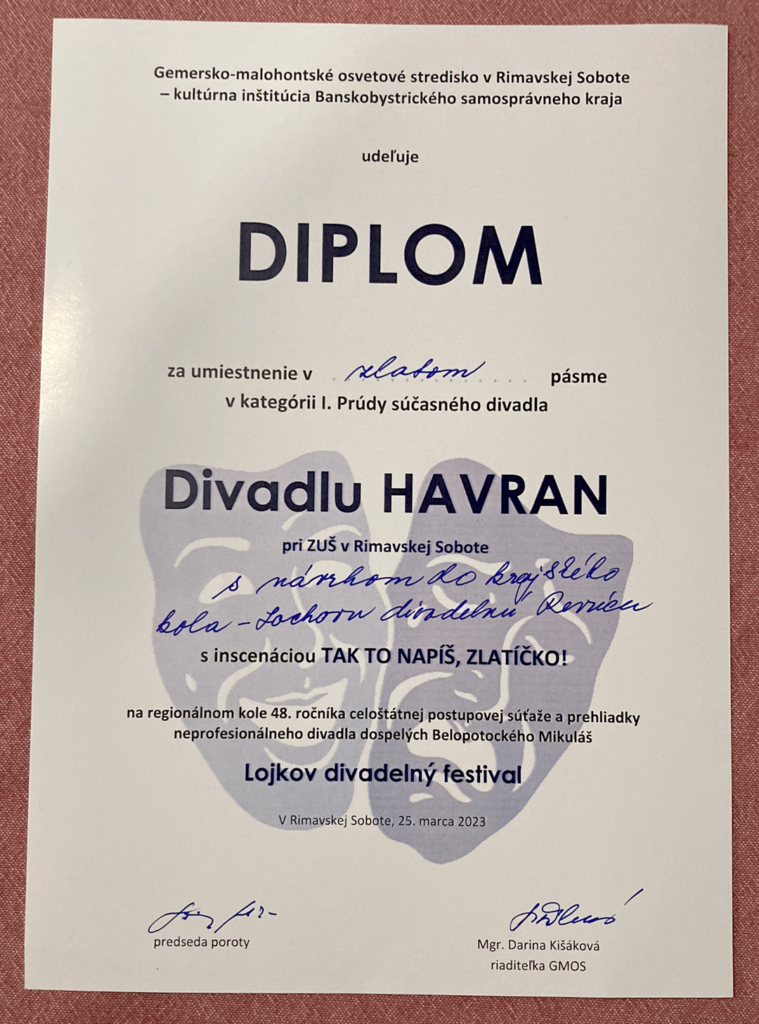 Gemersko-malohontské osvetové stredisko v Rimavskej Sobote
– kultúrna inštitúcia Banskobystrického samosprávneho kraja
udeľuje
DIPLOM
za umiestnenie v zlatom pásme
v kategórii I. Prúdy súčasného divadla
Divadlu HAVRAN
pri ZUŠ v Rimavskej Sobote
s návrhom do krajského
kola - divadelnú Revúcu
s inscenáciou TAK TO NAPÍŠ, ZLATÍČKO!
na regionálnom kole 48. ročníka celoštátnej postupovej súťaže a prehliadky
neprofesionálneho divadla dospelých Belopotockého Mikuláš
Lojkov divadelný festival
V Rimavskej Sobote, 25. marca 2023
predseda poroty
Mgr. Darina Kišáková
riaditeľka GMOS